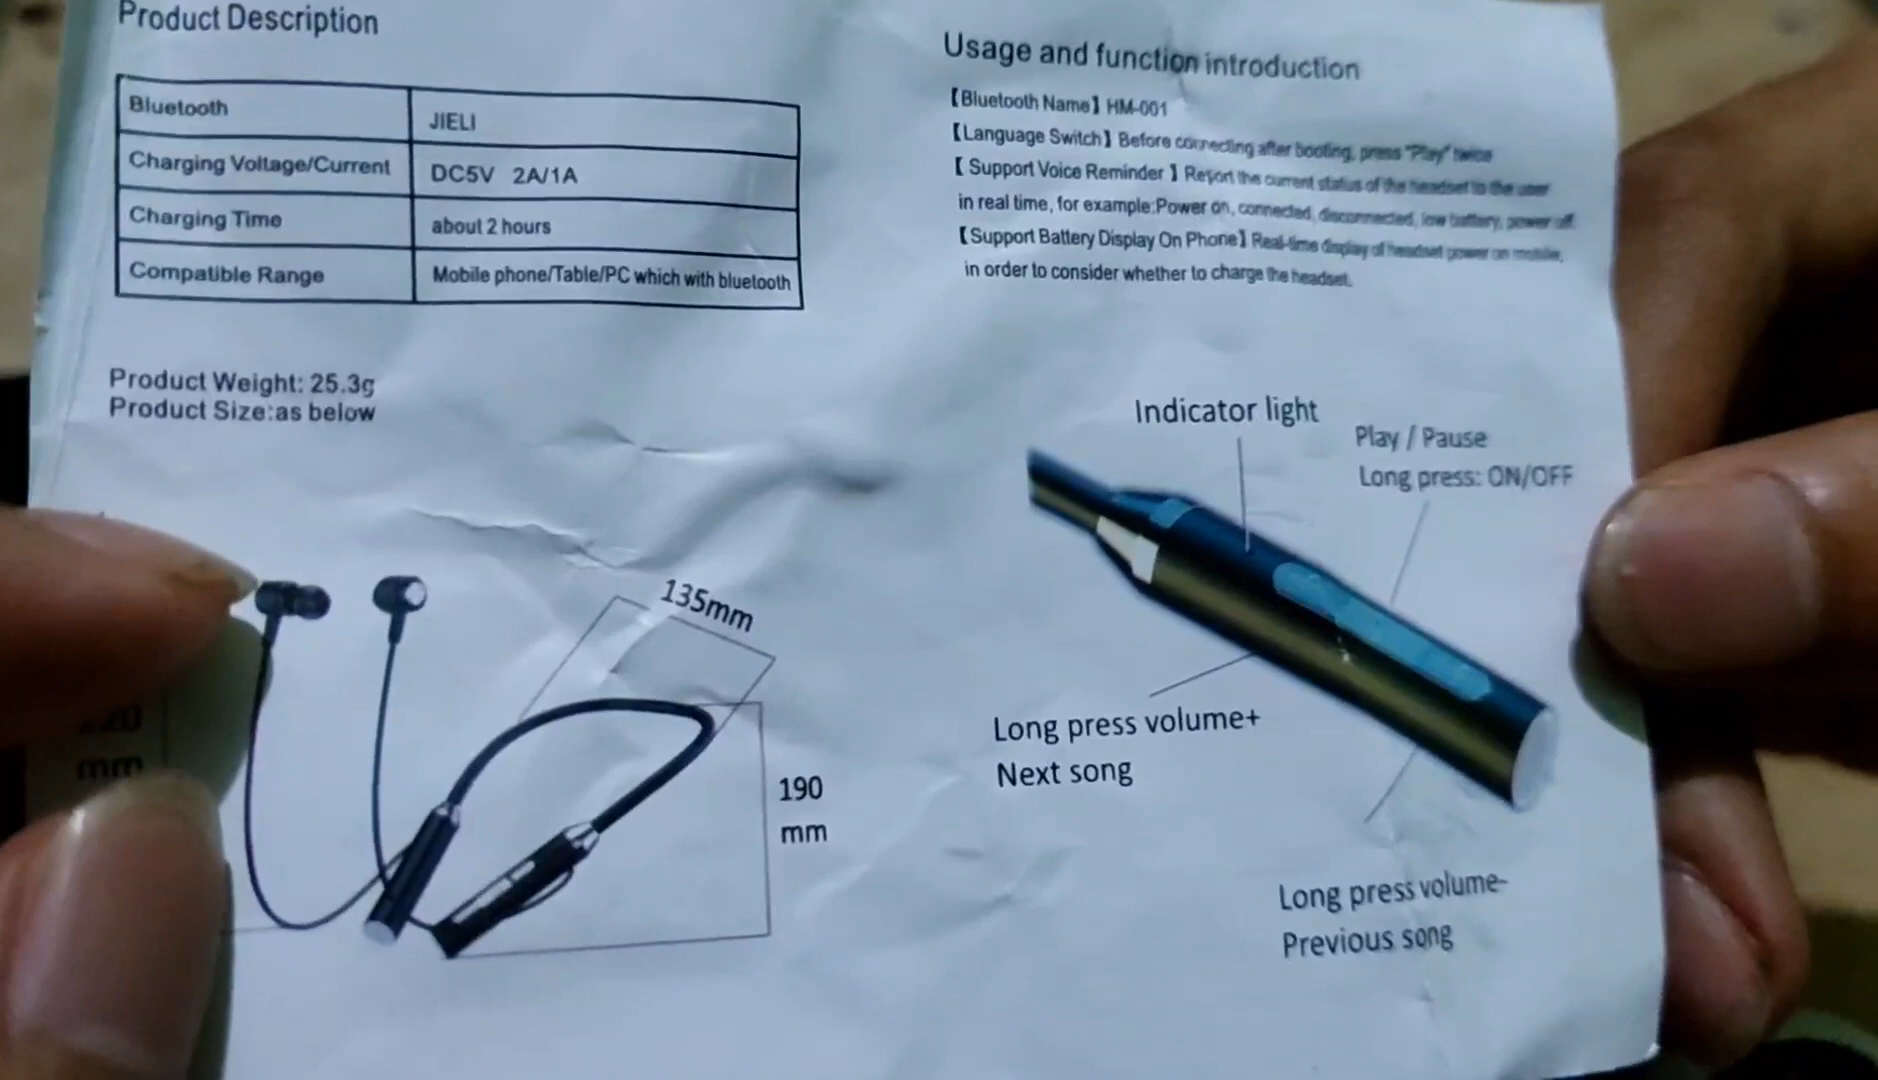 Product Description
Bluetooth JIELI
Charging Voltage/Current DC5V 2A/1A
Charging Time about 2 hours
Compatible Range Mobile phone/Table/PC which with bluetooth
Product Weight: 25.3g
Product Size:as below
135mm
190
mm
mm
Usage and function introduction
【Bluetooth Name】 HM-001
【Language Switch】 Before connecting after booting, press "Play" twice
【 Support Voice Reminder 】 Report the current status of the headset to the user
in real time, for example:Power on, connected, disconnected, low battery, power off.
【Support Battery Display On Phone】 Real-time display of headset power on mobile,
in order to consider whether to charge the headset.
Indicator light
Play / Pause
Long press: ON/OFF
Long press volume+
Next song
Long press volume-
Previous song